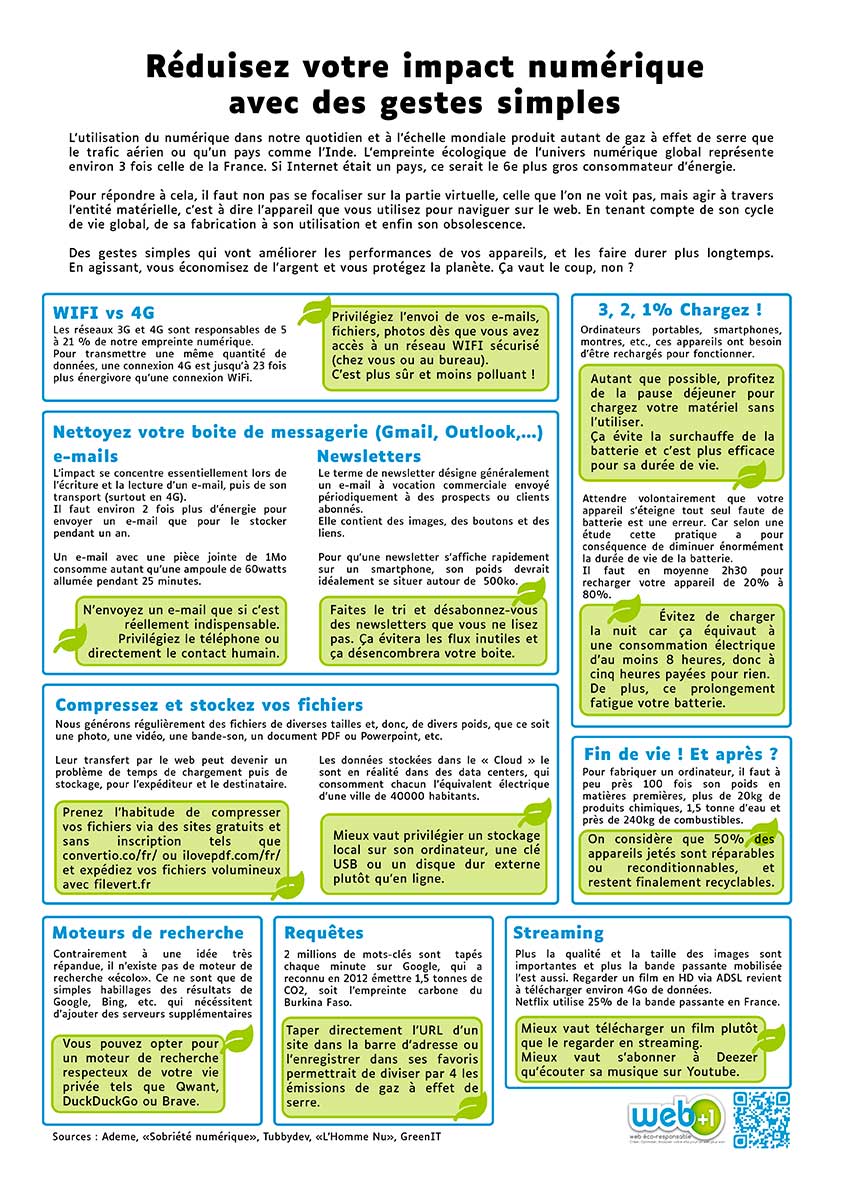 Réduisez votre impact numérique
avec des gestes simples
L'utilisation du numérique dans notre quotidien et à l'échelle mondiale produit autant de gaz à effet de serre que
le trafic aérien ou qu'un pays comme l'Inde. L'empreinte écologique de l'univers numérique global représente
environ 3 fois celle de la France. Si Internet était un pays, ce serait le 6e plus gros consommateur d'énergie.
Pour répondre à cela, il faut non pas se focaliser sur la partie virtuelle, celle que l'on ne voit pas, mais agir à travers
l'entité matérielle, c'est à dire l'appareil que vous utilisez pour naviguer sur le web. En tenant compte de son cycle
de vie global, de sa fabrication à son utilisation et enfin son obsolescence.
Des gestes simples qui vont améliorer les performances de vos appareils, et les faire durer plus longtemps.
En agissant, vous économisez de l'argent et vous protégez la planète. Ça vaut le coup, non ?
WIFI vs 4G
Les réseaux 3G et 4G sont responsables de 5
à 21 % de notre empreinte numérique.
Pour transmettre une même quantité de
données, une connexion 4G est jusqu'à 23 fois
plus énergivore qu'une connexion WiFi.
Privilégiez l'envoi de vos e-mails,
fichiers, photos dès que vous avez
accès à un réseau WIFI sécurisé
(chez vous ou au bureau).
C'est plus sûr et moins polluant !
3, 2, 1% Chargez !
Ordinateurs portables, smartphones,
montres, etc., ces appareils ont besoin
d'être rechargés pour fonctionner.
Autant que possible, profitez
de la pause déjeuner pour
chargez votre matériel sans
l'utiliser.
Ça évite la surchauffe de la
batterie et c'est plus efficace
pour sa durée de vie.
Attendre volontairement que votre
appareil s'éteigne tout seul faute de
batterie est une erreur. Car selon une
étude cette pratique a pour
conséquence de diminuer énormément
la durée de vie de la batterie.
Il faut en moyenne 2h30 pour
recharger votre appareil de 20% à
80%.
Évitez de charger
la nuit car ça équivaut à
une consommation électrique
d'au moins 8 heures, donc à
cinq heures payées pour rien.
De plus, ce prolongement
fatigue votre batterie.
Nettoyez votre boite de messagerie (Gmail, Outlook,...)
e-mails
L'impact se concentre essentiellement lors de
l'écriture et la lecture d'un e-mail, puis de son
transport (surtout en 4G).
Il faut environ 2 fois plus d'énergie pour
envoyer un e-mail que pour le stocker
pendant un an.
Un e-mail avec une pièce jointe de 1Mo
consomme autant qu'une ampoule de 60watts
allumée pendant 25 minutes.
N'envoyez un e-mail que si c'est
réellement indispensable.
Privilégiez le téléphone ou
directement le contact humain.
Newsletters
Le terme de newsletter désigne généralement
un e-mail à vocation commerciale envoyé
périodiquement à des prospects ou clients
abonnés.
Elle contient des images, des boutons et des
liens.
Pour qu'une newsletter s'affiche rapidement
sur un smartphone, son poids devrait
idéalement se situer autour de 500ko.
Faites le tri et désabonnez-vous
des newsletters que vous ne lisez
pas. Ça évitera les flux inutiles et
ça désencombrera votre boite.
Compressez et stockez vos fichiers
Nous générons régulièrement des fichiers de diverses tailles et, donc, de divers poids, que ce soit
une photo, une vidéo, une bande-son, un document PDF ou Powerpoint, etc.
Leur transfert par le web peut devenir un
problème de temps de chargement puis de
stockage, pour l'expéditeur et le destinataire.
Prenez l'habitude de compresser
vos fichiers via des sites gratuits et
sans inscription tels que
convertio.co/fr/ ou ilovepdf.com/fr/
et expédiez vos fichiers volumineux
avec filevert.fr
Les données stockées dans le « Cloud » le
sont en réalité dans des data centers, qui
consomment chacun l'équivalent électrique
d'une ville de 40000 habitants.
Mieux vaut privilégier un stockage
local sur son ordinateur, une clé
USB ou un disque dur externe
plutôt qu'en ligne.
Fin de vie ! Et après ?
Pour fabriquer un ordinateur, il faut à
peu près 100 fois son poids en
matières premières, plus de 20kg de
produits chimiques, 1,5 tonne d'eau et
près de 240kg de combustibles.
On considère que 50% des
appareils jetés sont réparables
ou reconditionnables, et
restent finalement recyclables.
Moteurs de recherche
Contrairement à une idée très
répandue, il n'existe pas de moteur de
recherche «écolo». Ce ne sont que de
simples habillages des résultats de
Google, Bing, etc. qui nécéssitent
d'ajouter des serveurs supplémentaires
Vous pouvez opter pour
un moteur de recherche
respecteux de votre vie
privée tels que Qwant,
DuckDuckGo ou Brave.
Requêtes
2 millions de mots-clés sont tapés
chaque minute sur Google, qui a
reconnu en 2012 émettre 1,5 tonnes de
CO2, soit l'empreinte carbone du
Burkina Faso.
Taper directement l'URL d'un
site dans la barre d'adresse ou
l'enregistrer dans ses favoris
permettrait de diviser par 4 les
émissions de gaz à effet de
serre.
Streaming
Plus la qualité et la taille des images sont
importantes et plus la bande passante mobilisée
l'est aussi. Regarder un film en HD via ADSL revient
à télécharger environ 4Go de données.
Netflix utilise 25% de la bande passante en France.
Mieux vaut télécharger un film plutôt
que le regarder en streaming.
Mieux vaut s'abonner à Deezer
qu'écouter sa musique sur Youtube.
web+1
web éco-responsable
Sources : Ademe, «Sobriété numérique», Tubbydev, «L'Homme Nu», GreenIT